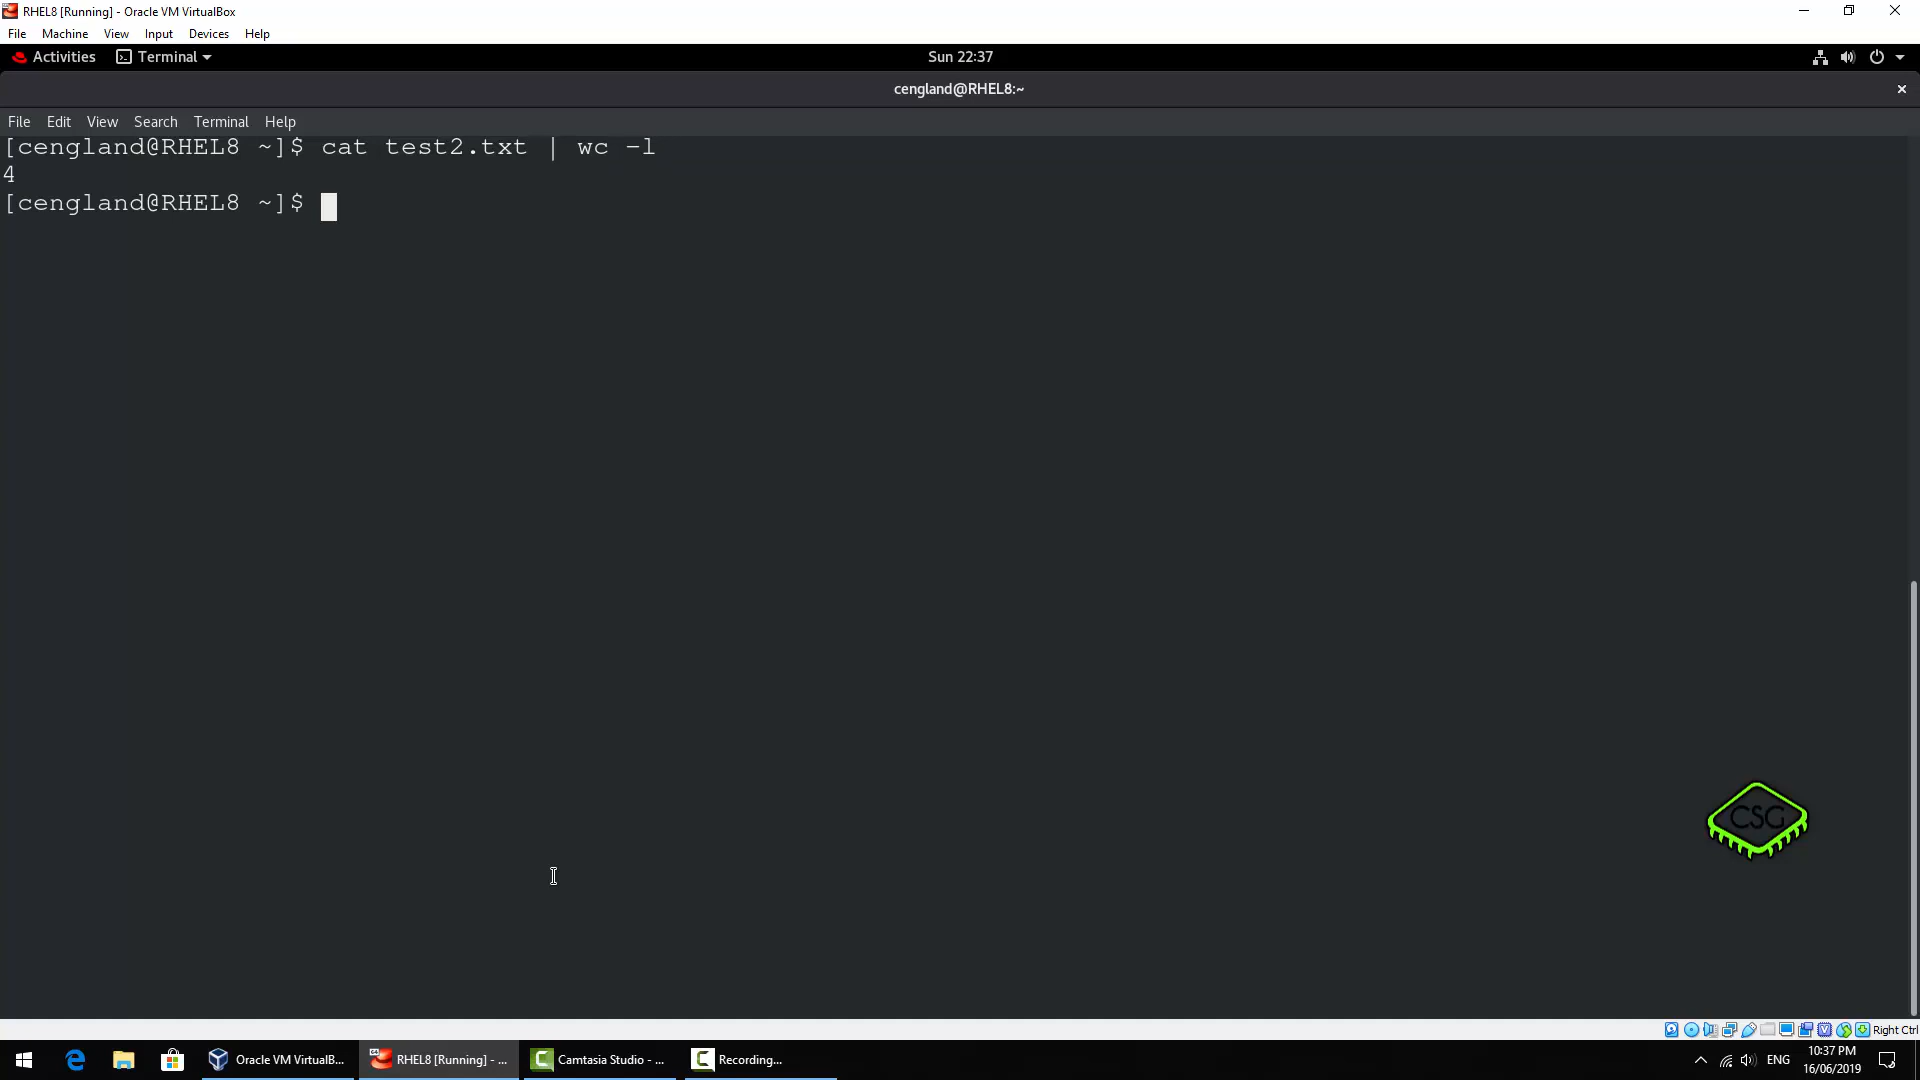 RHEL8 [Running] - Oracle VM VirtualBox
File Machine View Input Devices Help
Activities Terminal Sun 22:37
cengland@RHEL8:~
File Edit View Search Terminal Help
[cengland@RHEL8 ~]$ cat test2.txt | wc -l
4
[cengland@RHEL8 ~]$
CSG
Right Ctrl
Oracle VM VirtualB... RHEL8 [Running] - ... Camtasia Studio - ... Recording... ENG 10:37 PM
16/06/2019